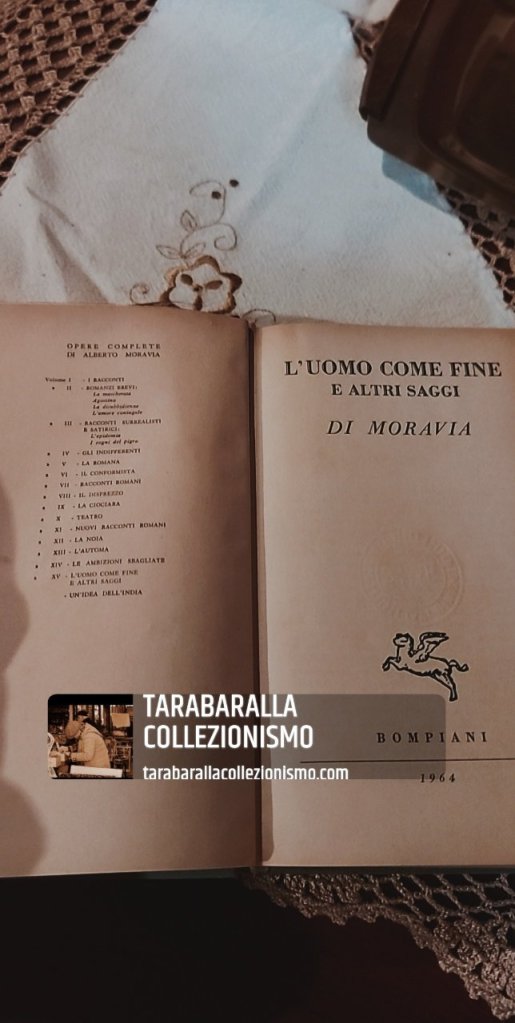 OPERE COMPLETE
DI ALBERTO MORAVIA
Volume I - I RACCONTI
» II - ROMANZI BREVI:
La mascherata
Agostino
La disubbidienza
L'amore coniugale
» III - RACCONTI SURREALISTI
E SATIRICI:
L'epidemia
I sogni del pigro
» IV - GLI INDIFFERENTI
» V - LA ROMANA
» VI - IL CONFORMISTA
» VII - RACCONTI ROMANI
» VIII - IL DISPREZZO
» IX - LA CIOCIARA
» X - TEATRO
» XI - NUOVI RACCONTI ROMANI
» XII - LA NOIA
» XIII - L'AUTOMA
» XIV - LE AMBIZIONI SBAGLIATE
» XV - L'UOMO COME FINE
E ALTRI SAGGI
- UN'IDEA DELL'INDIA
L'UOMO COME FINE
E ALTRI SAGGI
DI MORAVIA
BOMPIANI
1964
TARABARALLA
COLLEZIONISMO
tarabarallacollezionismo.com